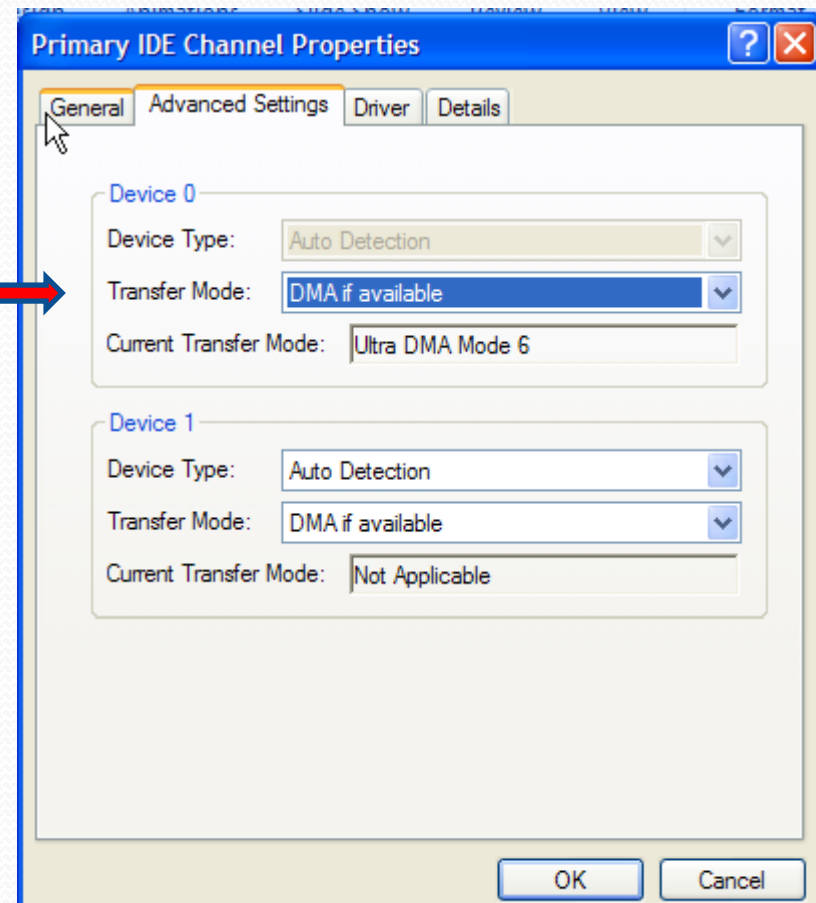 Primary IDE Channel Properties
General Advanced Settings Driver Details
Device 0
Device Type: Auto Detection
Transfer Mode: DMA if available
Current Transfer Mode: Ultra DMA Mode 6
Device 1
Device Type: Auto Detection
Transfer Mode: DMA if available
Current Transfer Mode: Not Applicable
OK Cancel